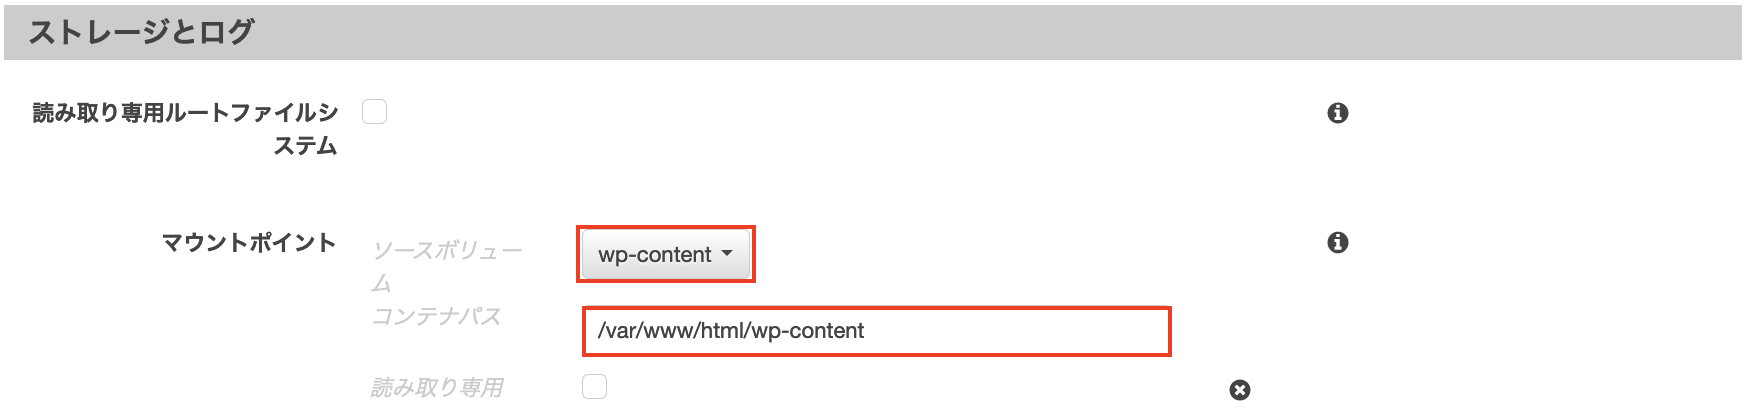 ストレージとログ
読み取り専用ルートファイルシ
ステム
マウントポイント
ソースボリュー
ム
wp-content
コンテナパス
/var/www/html/wp-content
読み取り専用